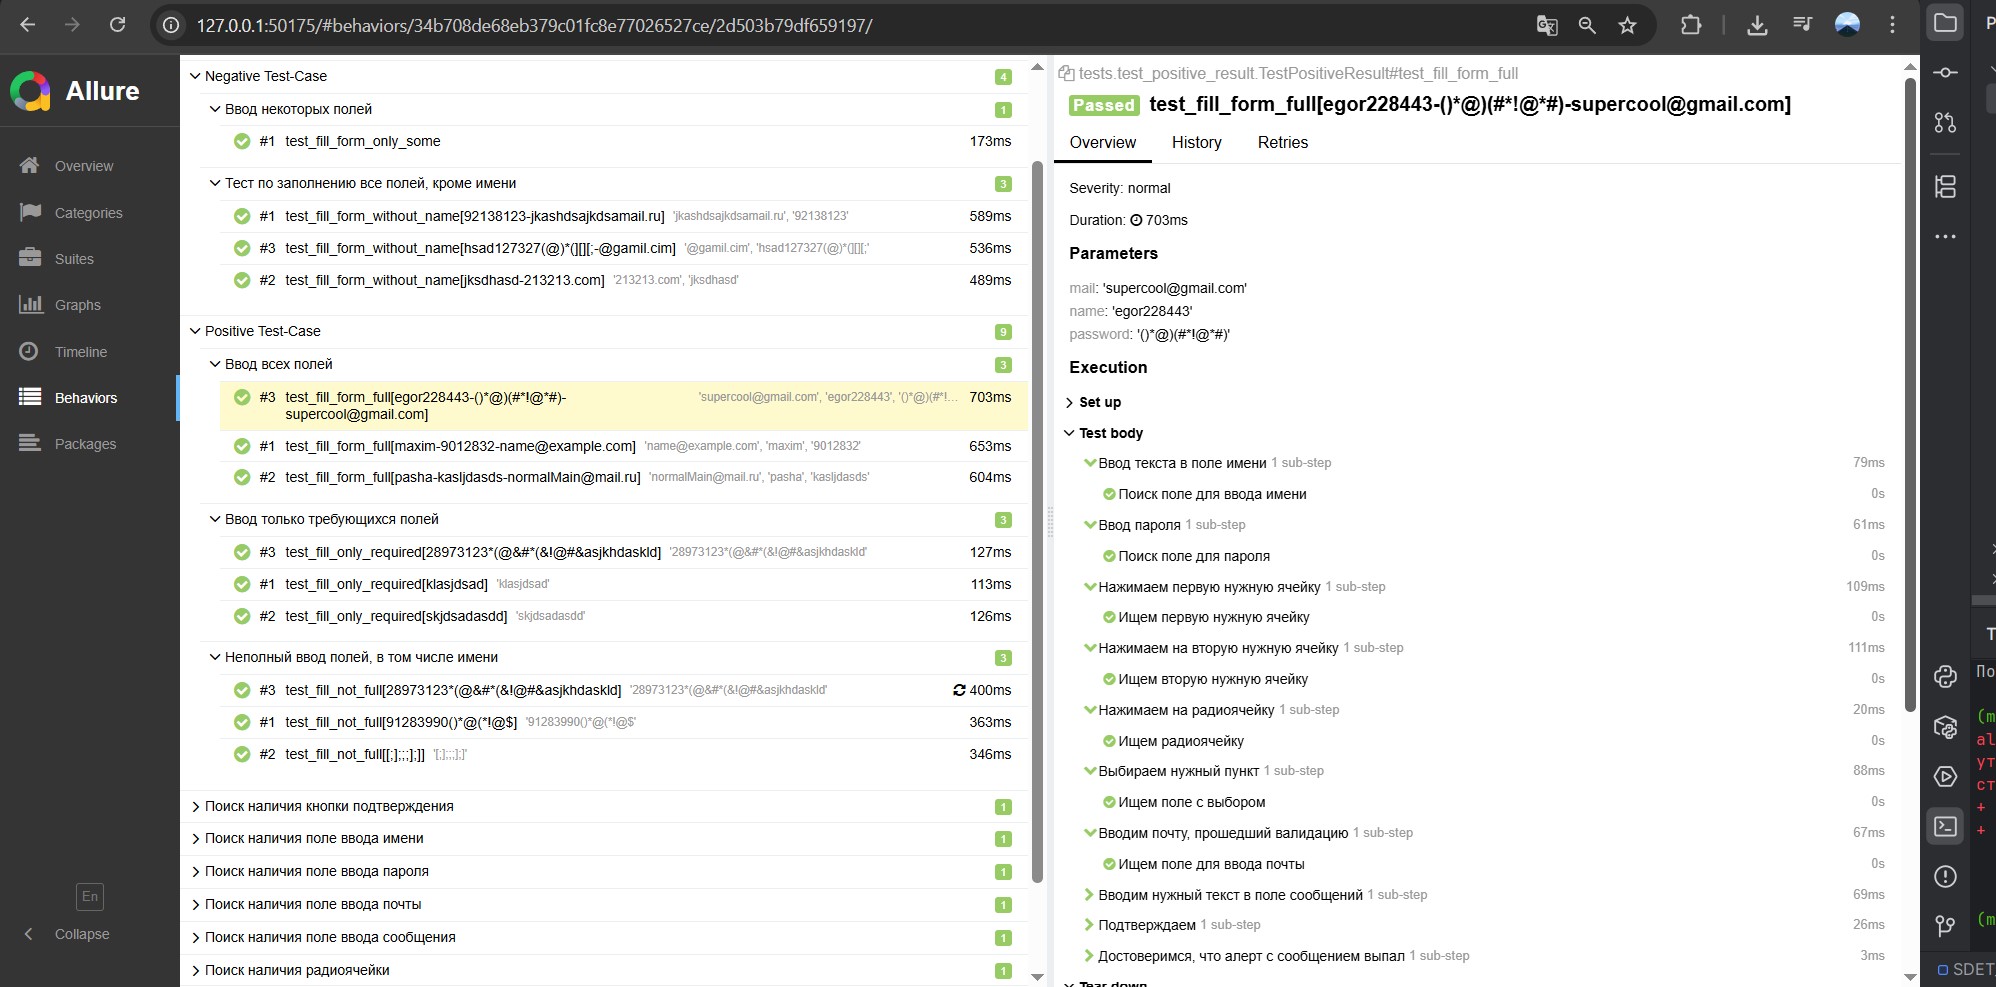 127.0.0.1:50175/#behaviors/34b708de68eb379c01fc8e77026527ce/2d503b79df659197/
Allure
Overview
Categories
Suites
Graphs
Timeline
Behaviors
Packages
En
Collapse
Negative Test-Case 4
Ввод некоторых полей 1
#1 test_fill_form_only_some 173ms
Тест по заполнению все полей, кроме имени 3
#1 test_fill_form_without_name[92138123-jkashdsajkdsamail.ru] 'jkashdsajkdsamail.ru', '92138123' 589ms
#3 test_fill_form_without_name[hsad127327(@)*(][][;-@gamil.cim] '@gamil.cim', 'hsad127327(@)*(][][;' 536ms
#2 test_fill_form_without_name[jksdhasd-213213.com] '213213.com', 'jksdhasd' 489ms
Positive Test-Case 9
Ввод всех полей 3
#3 test_fill_form_full[egor228443-()*@)(#*!@*#)- 'supercool@gmail.com', 'egor228443', '()*@)(#*!... 703ms
supercool@gmail.com]
#1 test_fill_form_full[maxim-9012832-name@example.com] 'name@example.com', 'maxim', '9012832' 653ms
#2 test_fill_form_full[pasha-kasljdasds-normalMain@mail.ru] 'normalMain@mail.ru', 'pasha', 'kasljdasds' 604ms
Ввод только требующихся полей 3
#3 test_fill_only_required[28973123*(@&#*(&!@#&asjkhdaskld] '28973123*(@&#*(&!@#&asjkhdaskld' 127ms
#1 test_fill_only_required[klasjdsad] 'klasjdsad' 113ms
#2 test_fill_only_required[skjdsadasdd] 'skjdsadasdd' 126ms
Неполный ввод полей, в том числе имени 3
#3 test_fill_not_full[28973123*(@&#*(&!@#&asjkhdaskld] '28973123*(@&#*(&!@#&asjkhdaskld' 400ms
#1 test_fill_not_full[91283990()*@(*!@$] '91283990()*@(*!@$' 363ms
#2 test_fill_not_full[[;];;;];]] '[;];;;];]' 346ms
Поиск наличия кнопки подтверждения 1
Поиск наличия поле ввода имени 1
Поиск наличия поле ввода пароля 1
Поиск наличия поле ввода почты 1
Поиск наличия поле ввода сообщения 1
Поиск наличия радиоячейки 1
tests.test_positive_result.TestPositiveResult#test_fill_form_full
Passed test_fill_form_full[egor228443-()*@)(#*!@*#)-supercool@gmail.com]
Overview History Retries
Severity: normal
Duration: 703ms
Parameters
mail: 'supercool@gmail.com'
name: 'egor228443'
password: '()*@)(#*!@*#)'
Execution
Set up
Test body
Ввод текста в поле имени 1 sub-step 79ms
Поиск поле для ввода имени 0s
Ввод пароля 1 sub-step 61ms
Поиск поле для пароля 0s
Нажимаем первую нужную ячейку 1 sub-step 109ms
Ищем первую нужную ячейку 0s
Нажимаем на вторую нужную ячейку 1 sub-step 111ms
Ищем вторую нужную ячейку 0s
Нажимаем на радиоячейку 1 sub-step 20ms
Ищем радиоячейку 0s
Выбираем нужный пункт 1 sub-step 88ms
Ищем поле с выбором 0s
Вводим почту, прошедший валидацию 1 sub-step 67ms
Ищем поле для ввода почты 0s
Вводим нужный текст в поле сообщений 1 sub-step 69ms
Подтверждаем 1 sub-step 26ms
Достоверимся, что алерт с сообщением выпал 1 sub-step 3ms
Tear down
P
T
По
(m
al
ут
ст
+
+
(m
SDET